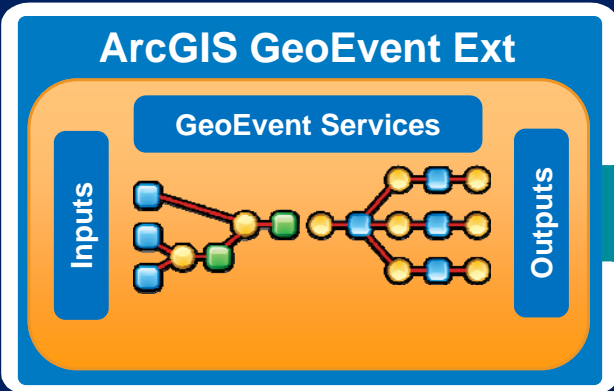 ArcGIS GeoEvent Ext
GeoEvent Services
Inputs
Outputs